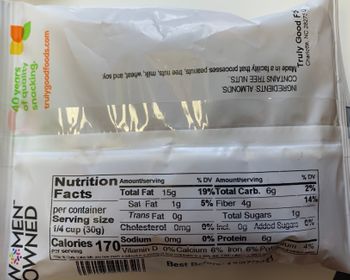 40 years
of quality
snacking.
trulygoodfoods.com
Truly Good
Charlotte, NC
INGREDIENTS: ALMONDS
CONTAINS TREE NUTS.
Made in facility that processes peanuts, tree nuts, milk, wheat, and soy
WOMEN
OWNED
Nutrition
Facts
per container
Serving size
1/4 cup (30g)
Calories 170
per serving
Amount/serving % DV
Total Fat 15g 19%
Sat Fat 1g 5%
Trans Fat 0g
Cholesterol 0mg 0%
Sodium 0mg 0%
Amount/serving % DV
Total Carb. 6g 2%
Fiber 4g 14%
Total Sugars 1g
Incl. 0g Added Sugars 0%
Protein 6g
Vitamin D 0% Calcium 6% Iron 6% 4%
Best